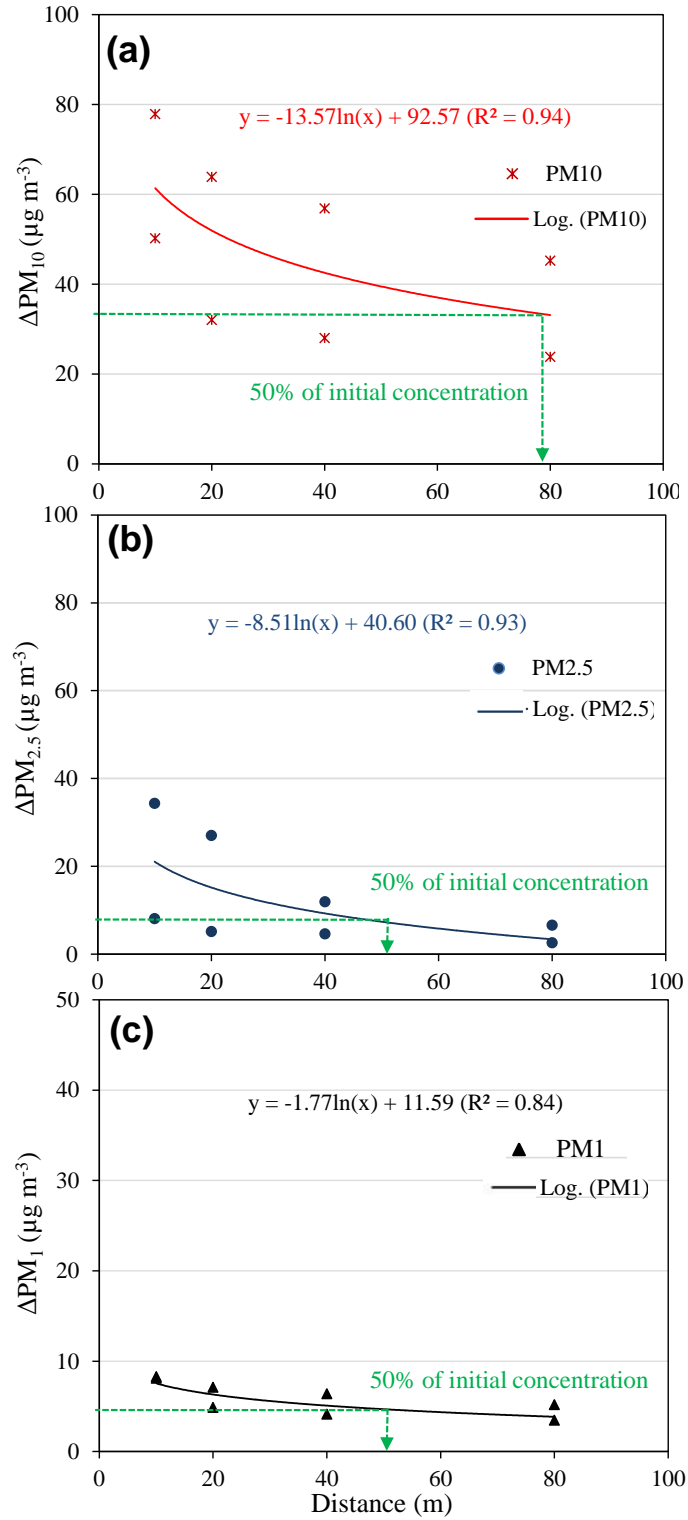 (a)
y = -13.57ln(x) + 92.57 (R² = 0.94)
PM10
Log. (PM10)
50% of initial concentration
ΔPM₁₀ (µg m⁻³)
100
80
60
40
20
0
0 20 40 60 80 100
(b)
y = -8.51ln(x) + 40.60 (R² = 0.93)
PM2.5
Log. (PM2.5)
50% of initial concentration
ΔPM₂.₅ (µg m⁻³)
100
80
60
40
20
0
0 20 40 60 80 100
(c)
y = -1.77ln(x) + 11.59 (R² = 0.84)
PM1
Log. (PM1)
50% of initial concentration
ΔPM₁ (µg m⁻³)
50
40
30
20
10
0
0 20 40 60 80 100
Distance (m)